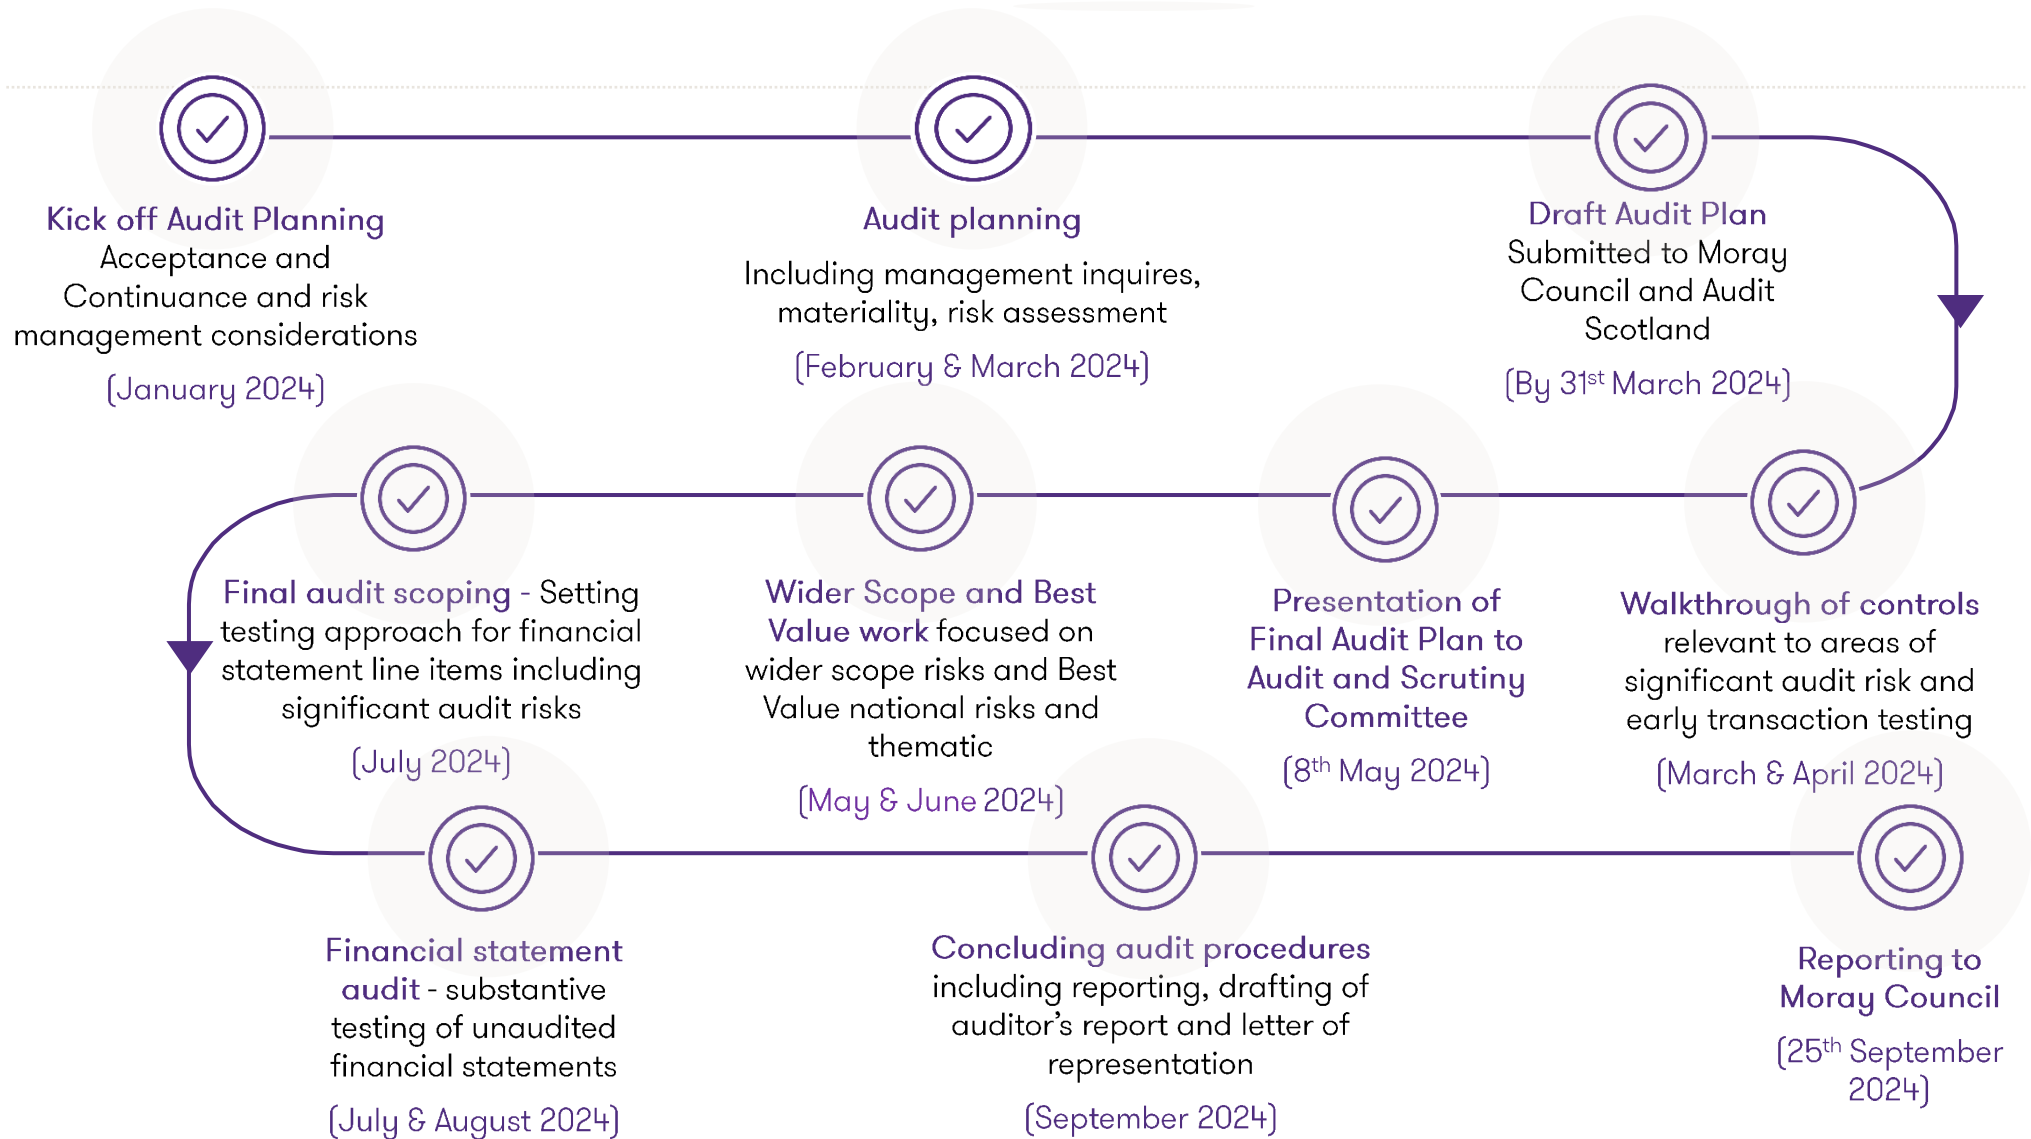 Kick off Audit Planning
Acceptance and
Continuance and risk
management considerations
(January 2024)
Audit planning
Including management inquires,
materiality, risk assessment
(February & March 2024)
Draft Audit Plan
Submitted to Moray
Council and Audit
Scotland
(By 31st March 2024)
Walkthrough of controls
relevant to areas of
significant audit risk and
early transaction testing
(March & April 2024)
Presentation of
Final Audit Plan to
Audit and Scrutiny
Committee
(8th May 2024)
Wider Scope and Best
Value work focused on
wider scope risks and Best
Value national risks and
thematic
(May & June 2024)
Final audit scoping - Setting
testing approach for financial
statement line items including
significant audit risks
(July 2024)
Financial statement
audit - substantive
testing of unaudited
financial statements
(July & August 2024)
Concluding audit procedures
including reporting, drafting of
auditor's report and letter of
representation
(September 2024)
Reporting to
Moray Council
(25th September
2024)